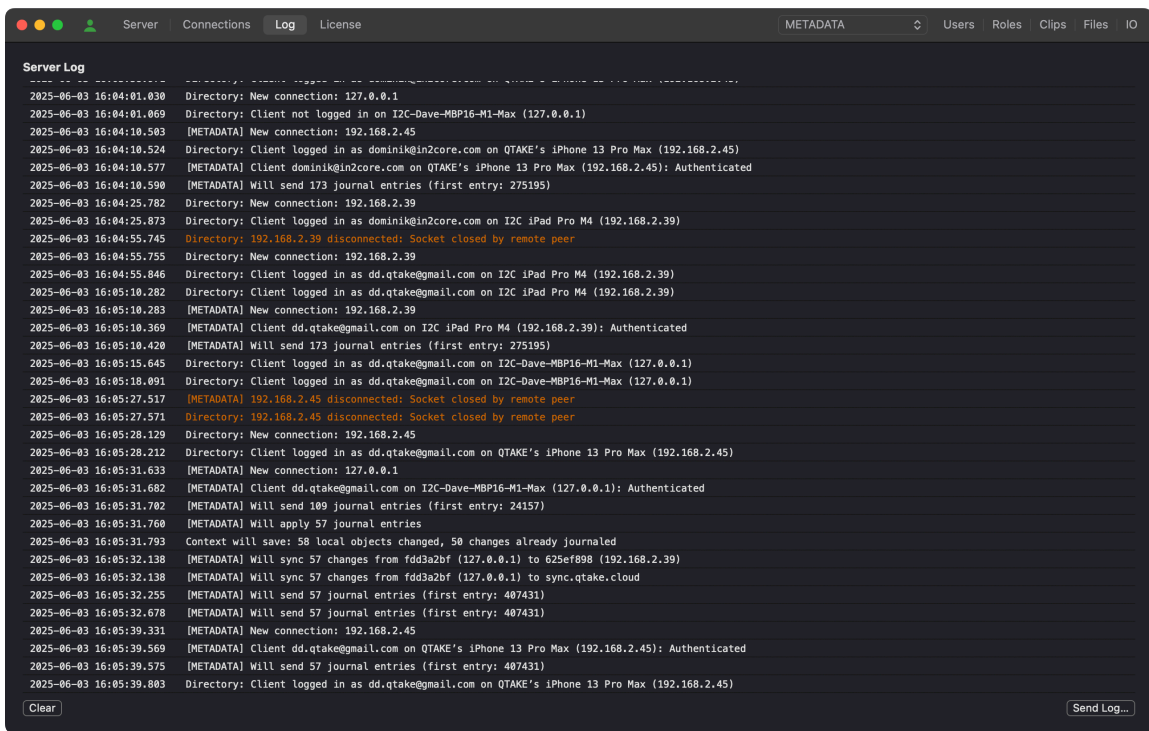 Server Connections Log License METADATA Users Roles Clips Files IO
Server Log
2025-06-03 16:04:01.030 Directory: New connection: 127.0.0.1
2025-06-03 16:04:01.069 Directory: Client not logged in on I2C-Dave-MBP16-M1-Max (127.0.0.1)
2025-06-03 16:04:10.503 [METADATA] New connection: 192.168.2.45
2025-06-03 16:04:10.524 Directory: Client logged in as dominik@in2core.com on QTAKE’s iPhone 13 Pro Max (192.168.2.45)
2025-06-03 16:04:10.577 [METADATA] Client dominik@in2core.com on QTAKE’s iPhone 13 Pro Max (192.168.2.45): Authenticated
2025-06-03 16:04:10.590 [METADATA] Will send 173 journal entries (first entry: 275195)
2025-06-03 16:04:25.782 Directory: New connection: 192.168.2.39
2025-06-03 16:04:25.873 Directory: Client logged in as dominik@in2core.com on I2C iPad Pro M4 (192.168.2.39)
2025-06-03 16:04:55.745 Directory: 192.168.2.39 disconnected: Socket closed by remote peer
2025-06-03 16:04:55.755 Directory: New connection: 192.168.2.39
2025-06-03 16:04:55.846 Directory: Client logged in as dd.qtake@gmail.com on I2C iPad Pro M4 (192.168.2.39)
2025-06-03 16:05:10.282 Directory: Client logged in as dd.qtake@gmail.com on I2C iPad Pro M4 (192.168.2.39)
2025-06-03 16:05:10.283 [METADATA] New connection: 192.168.2.39
2025-06-03 16:05:10.369 [METADATA] Client dd.qtake@gmail.com on I2C iPad Pro M4 (192.168.2.39): Authenticated
2025-06-03 16:05:10.420 [METADATA] Will send 173 journal entries (first entry: 275195)
2025-06-03 16:05:15.645 Directory: Client logged in as dd.qtake@gmail.com on I2C-Dave-MBP16-M1-Max (127.0.0.1)
2025-06-03 16:05:18.091 Directory: Client logged in as dd.qtake@gmail.com on I2C-Dave-MBP16-M1-Max (127.0.0.1)
2025-06-03 16:05:27.517 [METADATA] 192.168.2.45 disconnected: Socket closed by remote peer
2025-06-03 16:05:27.571 Directory: 192.168.2.45 disconnected: Socket closed by remote peer
2025-06-03 16:05:28.129 Directory: New connection: 192.168.2.45
2025-06-03 16:05:28.212 Directory: Client logged in as dd.qtake@gmail.com on QTAKE’s iPhone 13 Pro Max (192.168.2.45)
2025-06-03 16:05:31.633 [METADATA] New connection: 127.0.0.1
2025-06-03 16:05:31.682 [METADATA] Client dd.qtake@gmail.com on I2C-Dave-MBP16-M1-Max (127.0.0.1): Authenticated
2025-06-03 16:05:31.702 [METADATA] Will send 109 journal entries (first entry: 24157)
2025-06-03 16:05:31.760 [METADATA] Will apply 57 journal entries
2025-06-03 16:05:31.793 Context will save: 58 local objects changed, 50 changes already journaled
2025-06-03 16:05:32.138 [METADATA] Will sync 57 changes from fdd3a2bf (127.0.0.1) to 625ef898 (192.168.2.39)
2025-06-03 16:05:32.138 [METADATA] Will sync 57 changes from fdd3a2bf (127.0.0.1) to sync.qtake.cloud
2025-06-03 16:05:32.255 [METADATA] Will send 57 journal entries (first entry: 407431)
2025-06-03 16:05:32.678 [METADATA] Will send 57 journal entries (first entry: 407431)
2025-06-03 16:05:39.331 [METADATA] New connection: 192.168.2.45
2025-06-03 16:05:39.569 [METADATA] Client dd.qtake@gmail.com on QTAKE’s iPhone 13 Pro Max (192.168.2.45): Authenticated
2025-06-03 16:05:39.575 [METADATA] Will send 57 journal entries (first entry: 407431)
2025-06-03 16:05:39.803 Directory: Client logged in as dd.qtake@gmail.com on QTAKE’s iPhone 13 Pro Max (192.168.2.45)
Clear Send Log...